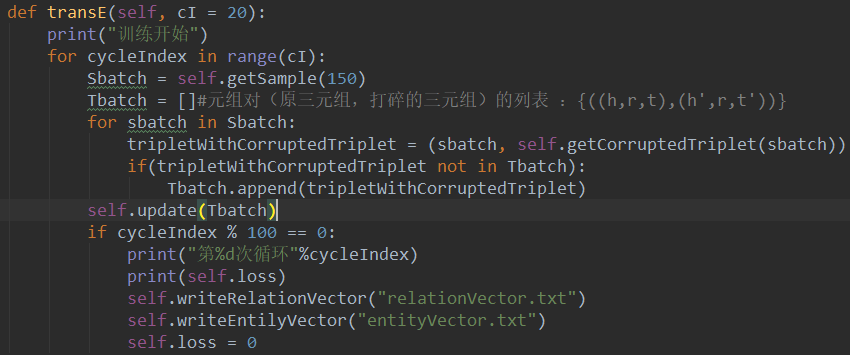 def transE(self, cI = 20):
    print("训练开始")
    for cycleIndex in range(cI):
        Sbatch = self.getSample(150)
        Tbatch = []#元组对（原三元组，打碎的三元组）的列表 ：{((h,r,t),(h',r,t'))}
        for sbatch in Sbatch:
            tripletWithCorruptedTriplet = (sbatch, self.getCorruptedTriplet(sbatch))
            if(tripletWithCorruptedTriplet not in Tbatch):
                Tbatch.append(tripletWithCorruptedTriplet)
        self.update(Tbatch)
        if cycleIndex % 100 == 0:
            print("第%d次循环"%cycleIndex)
            print(self.loss)
            self.writeRelationVector("relationVector.txt")
            self.writeEntilyVector("entityVector.txt")
            self.loss = 0